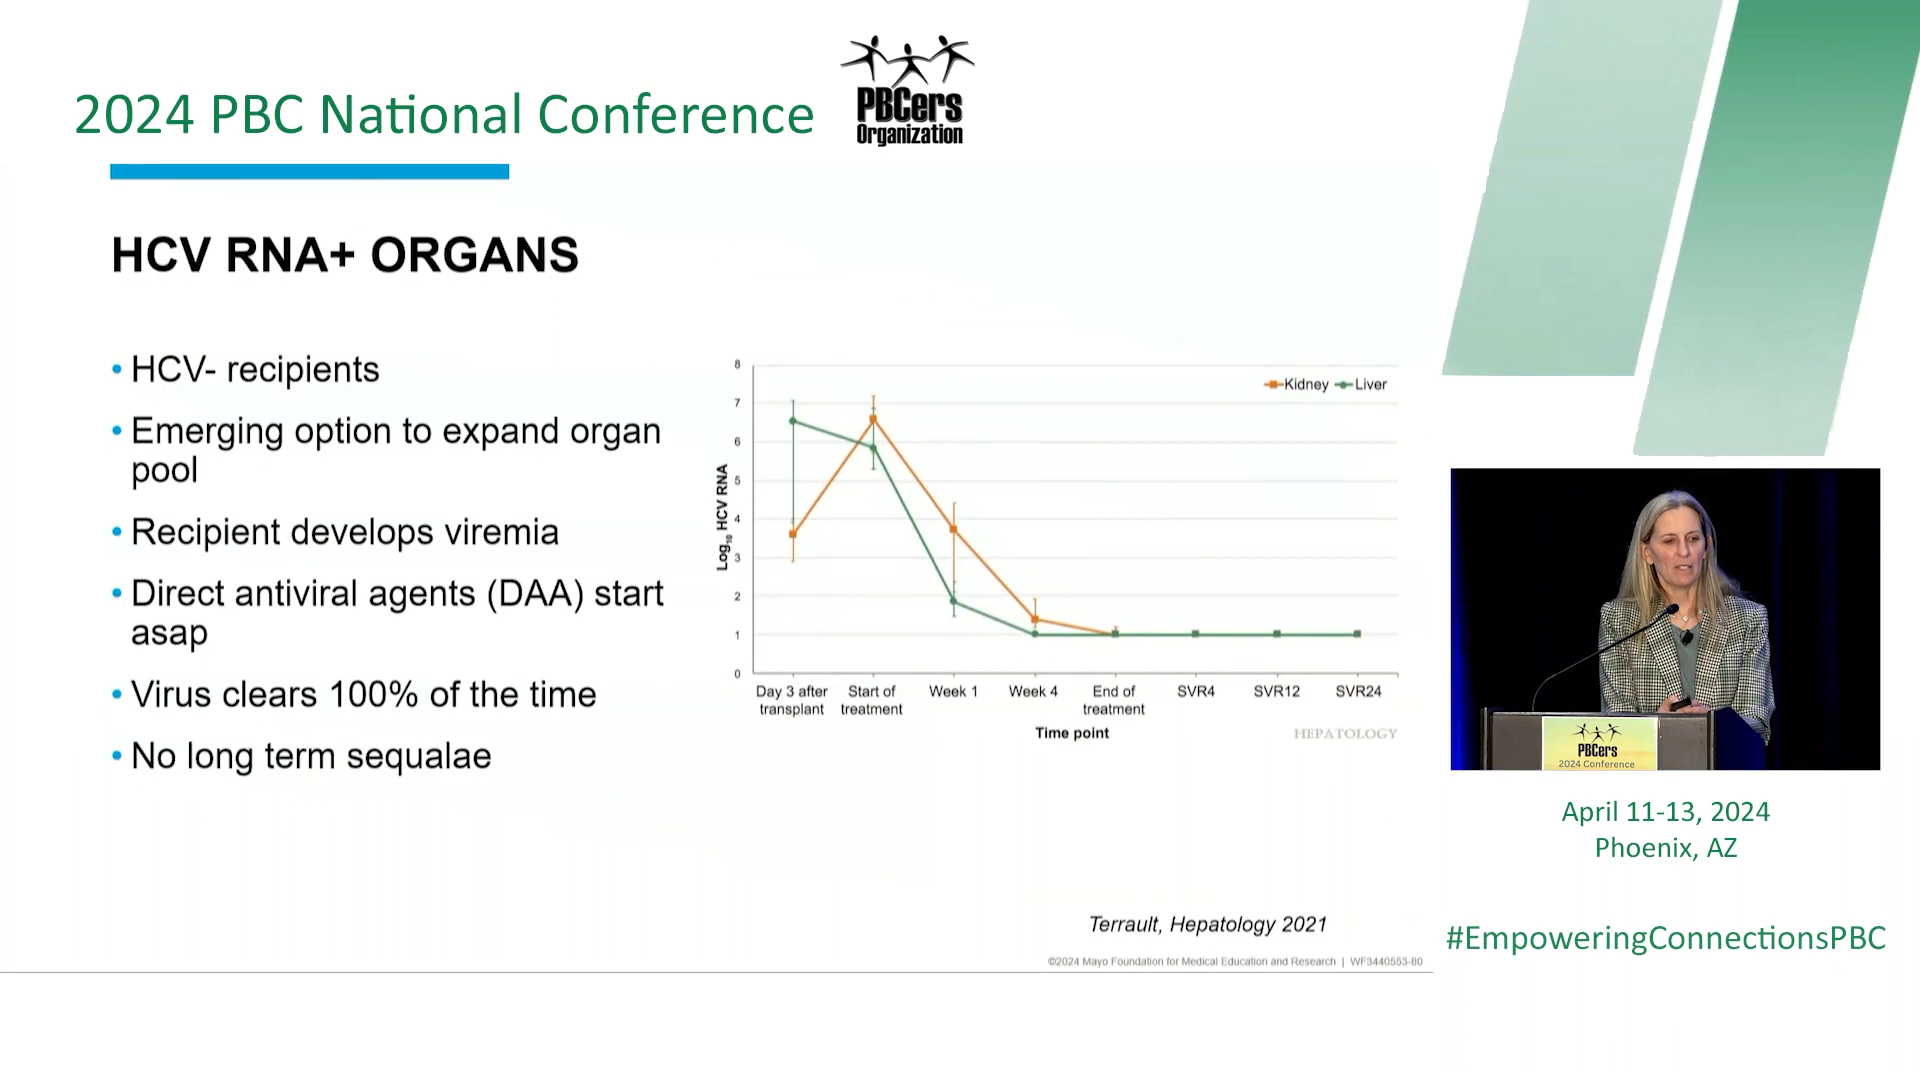 2024 PBC National Conference
PBCers
Organization
HCV RNA+ ORGANS
• HCV- recipients
• Emerging option to expand organ
pool
• Recipient develops viremia
• Direct antiviral agents (DAA) start
asap
• Virus clears 100% of the time
• No long term sequalae
Kidney Liver
Log10 HCV RNA
8
7
6
5
4
3
2
1
0
Day 3 after
transplant
Start of
treatment
Week 1
Week 4
End of
treatment
SVR4
SVR12
SVR24
Time point
HEPATOLOGY
Terrault, Hepatology 2021
©2024 Mayo Foundation for Medical Education and Research | WF3440553-80
PBCers
2024 Conference
April 11-13, 2024
Phoenix, AZ
#EmpoweringConnectionsPBC